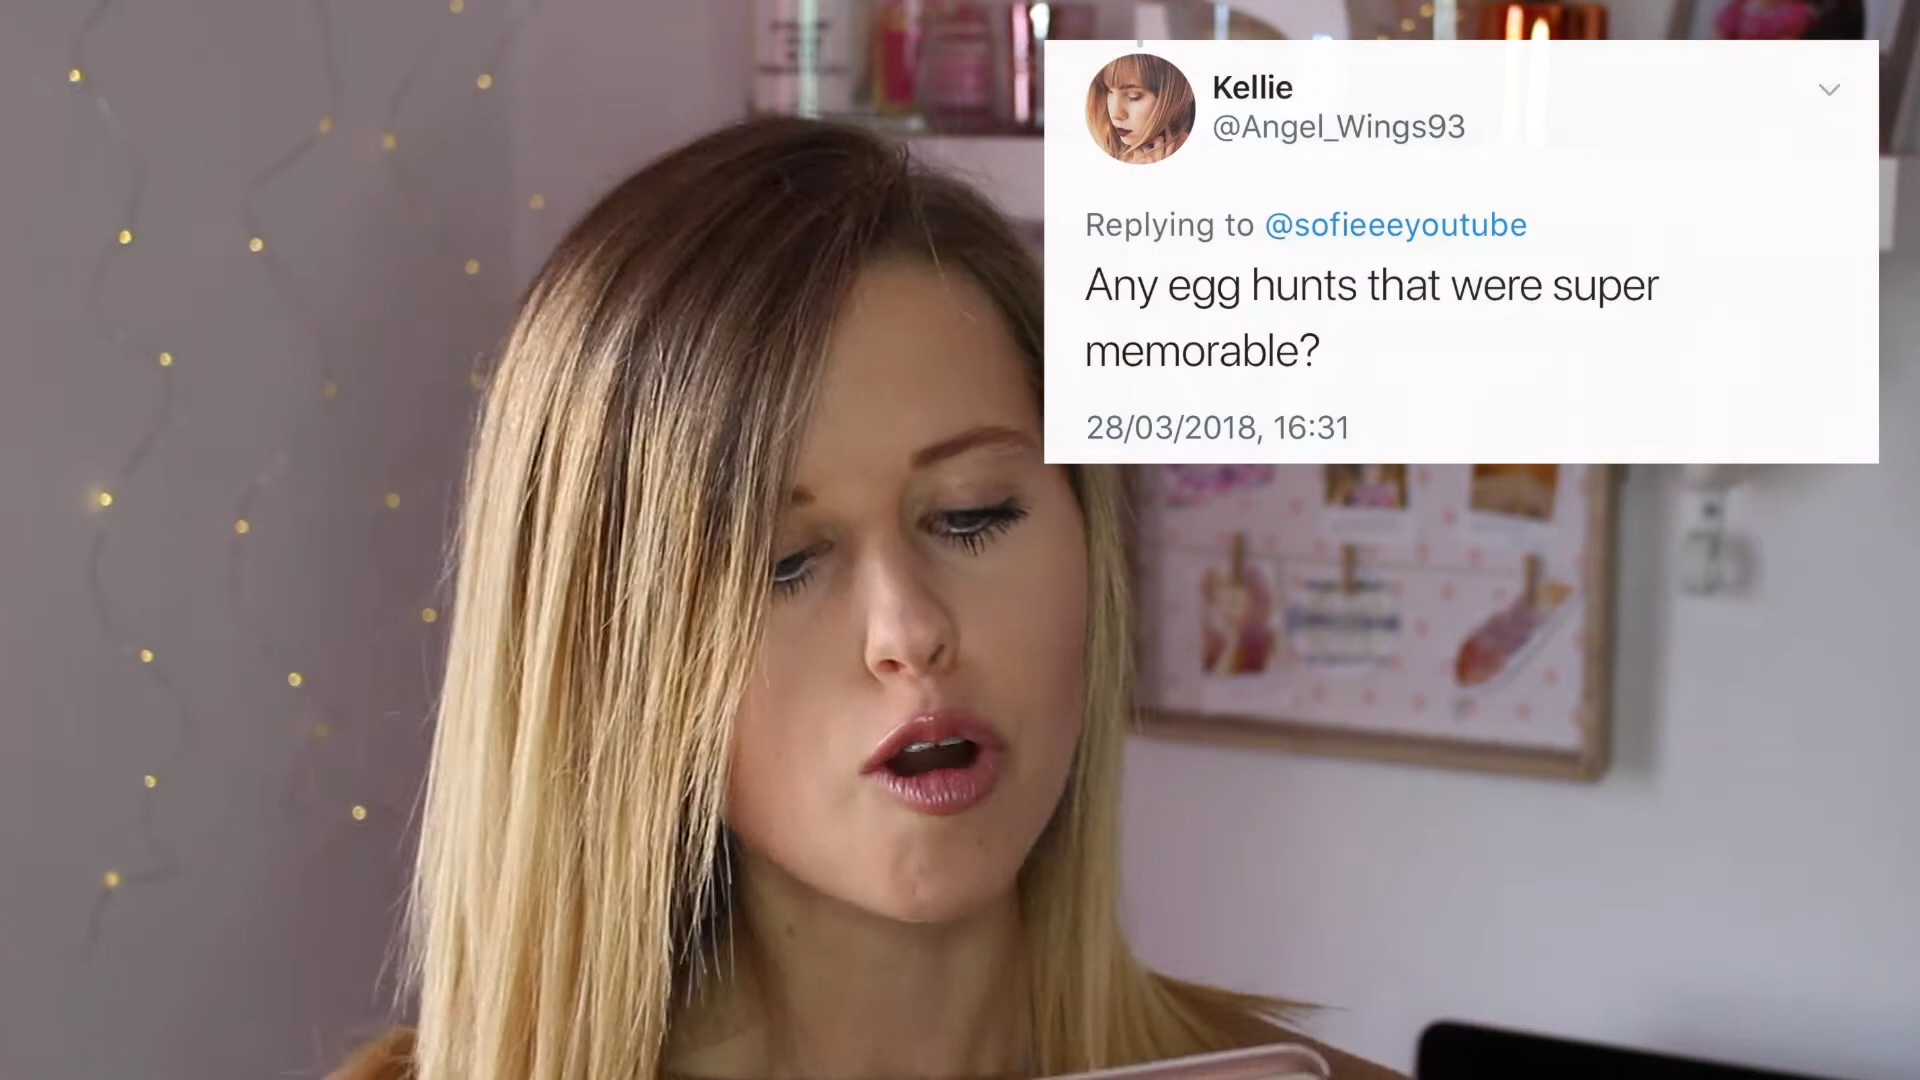 Kellie
@Angel_Wings93
Replying to @sofieeeyoutube
Any egg hunts that were super
memorable?
28/03/2018, 16:31